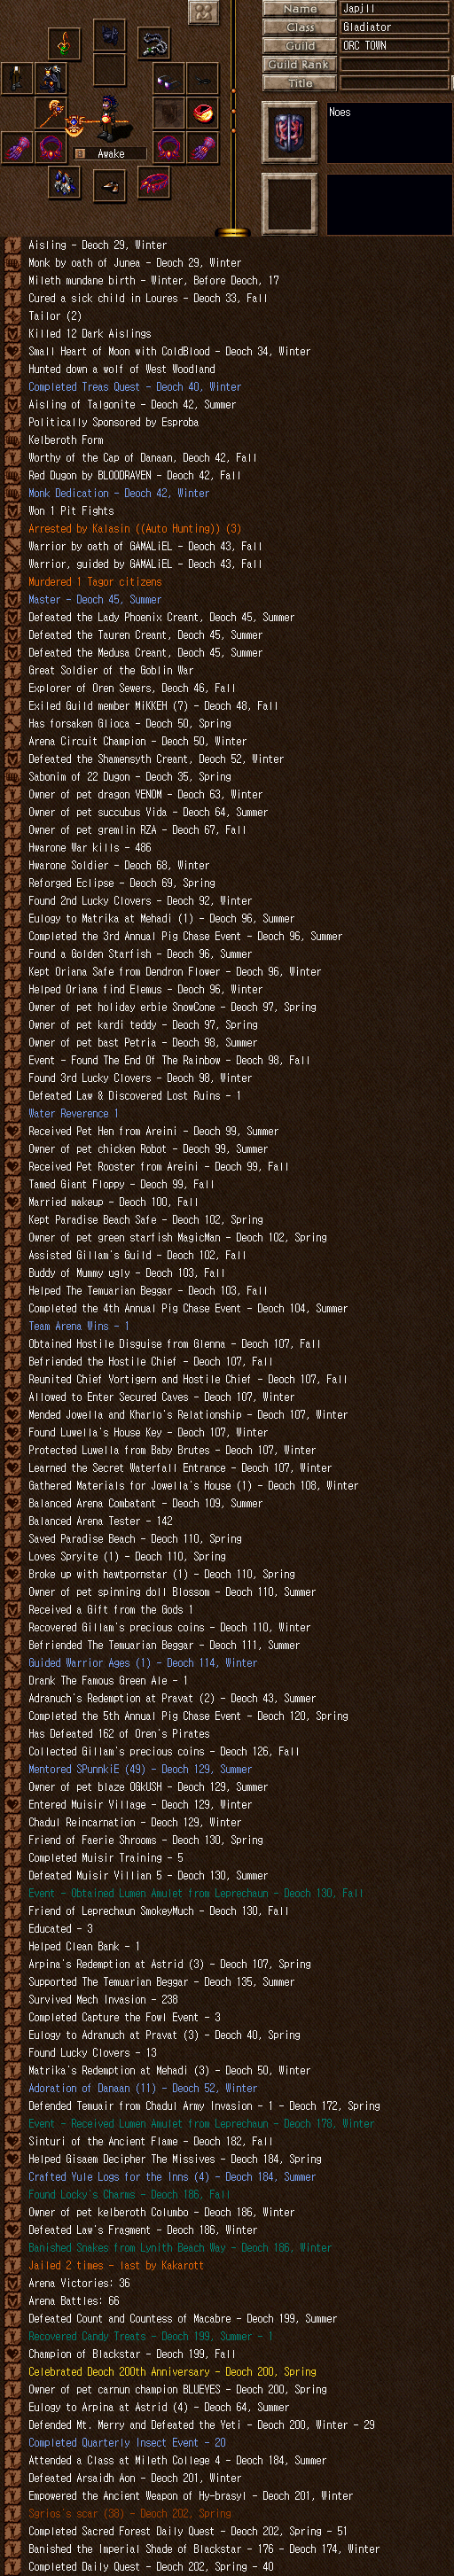 Name
Japill
Class
Gladiator
Guild
ORC TOWN
Guild Rank
Title
Awake
Noes
Aisling - Deoch 29, Winter
Monk by oath of Junea - Deoch 29, Winter
Mileth mundane birth - Winter, Before Deoch, 17
Cured a sick child in Loures - Deoch 33, Fall
Tailor (2)
Killed 12 Dark Aislings
Small Heart of Moon with ColdBlood - Deoch 34, Winter
Hunted down a wolf of West Woodland
Completed Treas Quest - Deoch 40, Winter
Aisling of Talgonite - Deoch 42, Summer
Politically Sponsored by Esproba
Kelberoth Form
Worthy of the Cap of Danaan, Deoch 42, Fall
Red Dugon by BLOODRAVEN - Deoch 42, Fall
Monk Dedication - Deoch 42, Winter
Won 1 Pit Fights
Arrested by Kalasin ((Auto Hunting)) (3)
Warrior by oath of GAMALiEL - Deoch 43, Fall
Warrior, guided by GAMALiEL - Deoch 43, Fall
Murdered 1 Tagor citizens
Master - Deoch 45, Summer
Defeated the Lady Phoenix Creant, Deoch 45, Summer
Defeated the Tauren Creant, Deoch 45, Summer
Defeated the Medusa Creant, Deoch 45, Summer
Great Soldier of the Goblin War
Explorer of Oren Sewers, Deoch 46, Fall
Exiled Guild member MiKKEH (7) - Deoch 48, Fall
Has forsaken Glioca - Deoch 50, Spring
Arena Circuit Champion - Deoch 50, Winter
Defeated the Shamensyth Creant, Deoch 52, Winter
Sabonim of 22 Dugon - Deoch 35, Spring
Owner of pet dragon VENOM - Deoch 63, Winter
Owner of pet succubus Vida - Deoch 64, Summer
Owner of pet gremlin RZA - Deoch 67, Fall
Hwarone War kills - 486
Hwarone Soldier - Deoch 68, Winter
Reforged Eclipse - Deoch 69, Spring
Found 2nd Lucky Clovers - Deoch 92, Winter
Eulogy to Matrika at Mehadi (1) - Deoch 96, Summer
Completed the 3rd Annual Pig Chase Event - Deoch 96, Summer
Found a Golden Starfish - Deoch 96, Summer
Kept Oriana Safe from Dendron Flower - Deoch 96, Winter
Helped Oriana find Elemus - Deoch 96, Winter
Owner of pet holiday erbie SnowCone - Deoch 97, Spring
Owner of pet kardi teddy - Deoch 97, Spring
Owner of pet bast Petria - Deoch 98, Summer
Event - Found The End Of The Rainbow - Deoch 98, Fall
Found 3rd Lucky Clovers - Deoch 98, Winter
Defeated Law & Discovered Lost Ruins - 1
Water Reverence 1
Received Pet Hen from Areini - Deoch 99, Summer
Owner of pet chicken Robot - Deoch 99, Summer
Received Pet Rooster from Areini - Deoch 99, Fall
Tamed Giant Floppy - Deoch 99, Fall
Married makeup - Deoch 100, Fall
Kept Paradise Beach Safe - Deoch 102, Spring
Owner of pet green starfish MagicMan - Deoch 102, Spring
Assisted Gillam's Guild - Deoch 102, Fall
Buddy of Mummy ugly - Deoch 103, Fall
Helped The Temuarian Beggar - Deoch 103, Fall
Completed the 4th Annual Pig Chase Event - Deoch 104, Summer
Team Arena Wins - 1
Obtained Hostile Disguise from Glenna - Deoch 107, Fall
Befriended the Hostile Chief - Deoch 107, Fall
Reunited Chief Vortigern and Hostile Chief - Deoch 107, Fall
Allowed to Enter Secured Caves - Deoch 107, Winter
Mended Jowella and Kharlo's Relationship - Deoch 107, Winter
Found Luwella's House Key - Deoch 107, Winter
Protected Luwella from Baby Brutes - Deoch 107, Winter
Learned the Secret Waterfall Entrance - Deoch 107, Winter
Gathered Materials for Jowella's House (1) - Deoch 108, Winter
Balanced Arena Combatant - Deoch 109, Summer
Balanced Arena Tester - 142
Saved Paradise Beach - Deoch 110, Spring
Loves Spryite (1) - Deoch 110, Spring
Broke up with hawtpornstar (1) - Deoch 110, Spring
Owner of pet spinning doll Blossom - Deoch 110, Summer
Received a Gift from the Gods 1
Recovered Gillam's precious coins - Deoch 110, Winter
Befriended The Temuarian Beggar - Deoch 111, Summer
Guided Warrior Ages (1) - Deoch 114, Winter
Drank The Famous Green Ale - 1
Adranuch's Redemption at Pravat (2) - Deoch 43, Summer
Completed the 5th Annual Pig Chase Event - Deoch 120, Spring
Has Defeated 162 of Oren's Pirates
Collected Gillam's precious coins - Deoch 126, Fall
Mentored SPunnkiE (49) - Deoch 129, Summer
Owner of pet blaze OGkUSH - Deoch 129, Summer
Entered Muisir Village - Deoch 129, Winter
Chadul Reincarnation - Deoch 129, Winter
Friend of Faerie Shrooms - Deoch 130, Spring
Completed Muisir Training - 5
Defeated Muisir Villian 5 - Deoch 130, Summer
Event - Obtained Lumen Amulet from Leprechaun - Deoch 130, Fall
Friend of Leprechaun SmokeyMuch - Deoch 130, Fall
Educated - 3
Helped Clean Bank - 1
Arpina's Redemption at Astrid (3) - Deoch 107, Spring
Supported The Temuarian Beggar - Deoch 135, Summer
Survived Mech Invasion - 238
Completed Capture the Fowl Event - 3
Eulogy to Adranuch at Pravat (3) - Deoch 40, Spring
Found Lucky Clovers - 13
Matrika's Redemption at Mehadi (3) - Deoch 50, Winter
Adoration of Danaan (11) - Deoch 52, Winter
Defended Temuair from Chadul Army Invasion - 1 - Deoch 172, Spring
Event - Received Lumen Amulet from Leprechaun - Deoch 178, Winter
Sinturi of the Ancient Flame - Deoch 182, Fall
Helped Gisaem Decipher The Missives - Deoch 184, Spring
Crafted Yule Logs for the Inns (4) - Deoch 184, Summer
Found Locky's Charms - Deoch 186, Fall
Owner of pet kelberoth Columbo - Deoch 186, Winter
Defeated Law's Fragment - Deoch 186, Winter
Banished Snakes from Lynith Beach Way - Deoch 186, Winter
Jailed 2 times - last by Kakarott
Arena Victories: 36
Arena Battles: 66
Defeated Count and Countess of Macabre - Deoch 199, Summer
Recovered Candy Treats - Deoch 199, Summer - 1
Champion of Blackstar - Deoch 199, Fall
Celebrated Deoch 200th Anniversary - Deoch 200, Spring
Owner of pet carnun champion BLUEYES - Deoch 200, Spring
Eulogy to Arpina at Astrid (4) - Deoch 64, Summer
Defended Mt. Merry and Defeated the Yeti - Deoch 200, Winter - 29
Completed Quarterly Insect Event - 20
Attended a Class at Mileth College 4 - Deoch 184, Summer
Defeated Arsaidh Aon - Deoch 201, Winter
Empowered the Ancient Weapon of Hy-brasyl - Deoch 201, Winter
Sgrios's scar (38) - Deoch 202, Spring
Completed Sacred Forest Daily Quest - Deoch 202, Spring - 51
Banished the Imperial Shade of Blackstar - 176 - Deoch 174, Winter
Completed Daily Quest - Deoch 202, Spring - 40